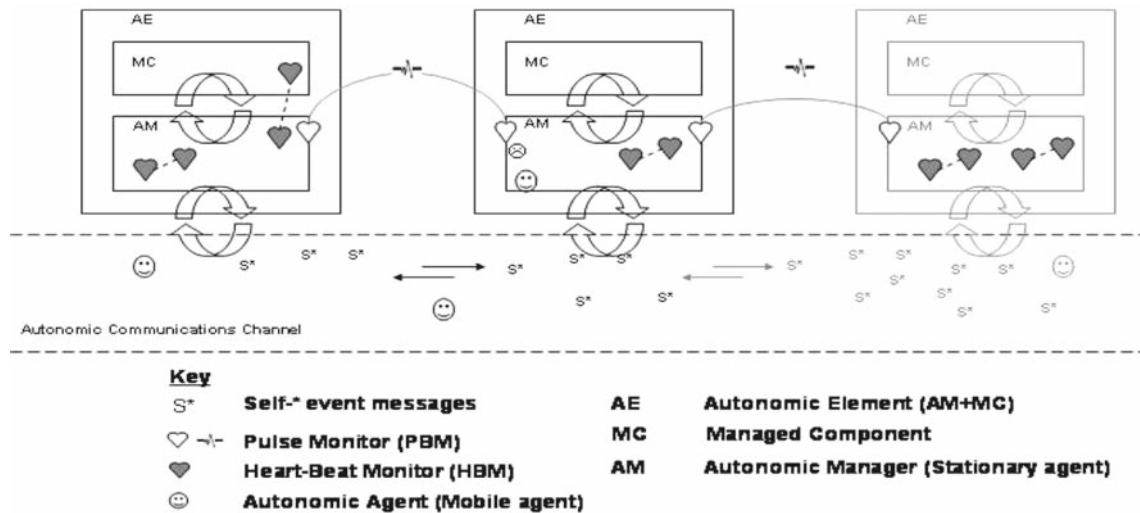 AE AE AE
MC MC MC
AM AM AM
S* S* S* S* S* S* S* S* S* S* S*
S* S* S* S* S* S*
Autonomic Communications Channel
Key
S* Self-* event messages
Pulse Monitor (PBM)
Heart-Beat Monitor (HBM)
Autonomic Agent (Mobile agent)
AE Autonomic Element (AM+MC)
MC Managed Component
AM Autonomic Manager (Stationary agent)